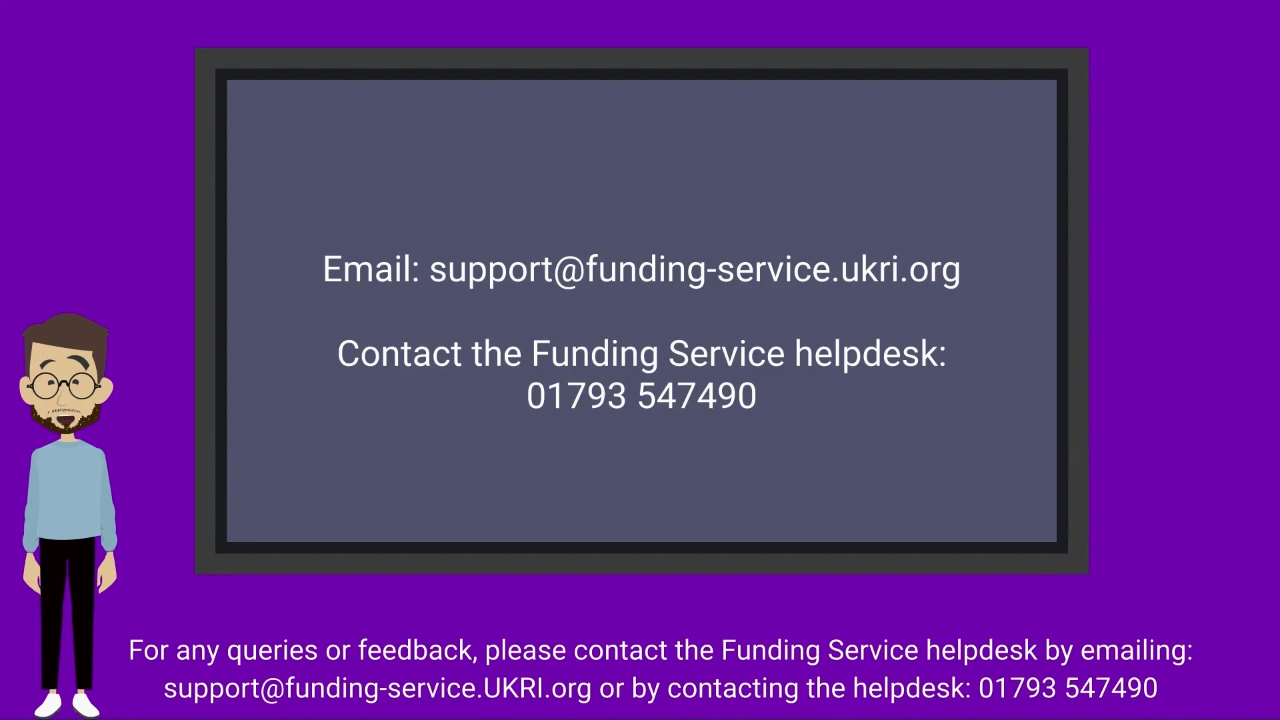 Email: support@funding-service.ukri.org
Contact the Funding Service helpdesk:
01793 547490
For any queries or feedback, please contact the Funding Service helpdesk by emailing:
support@funding-service.UKRI.org or by contacting the helpdesk: 01793 547490